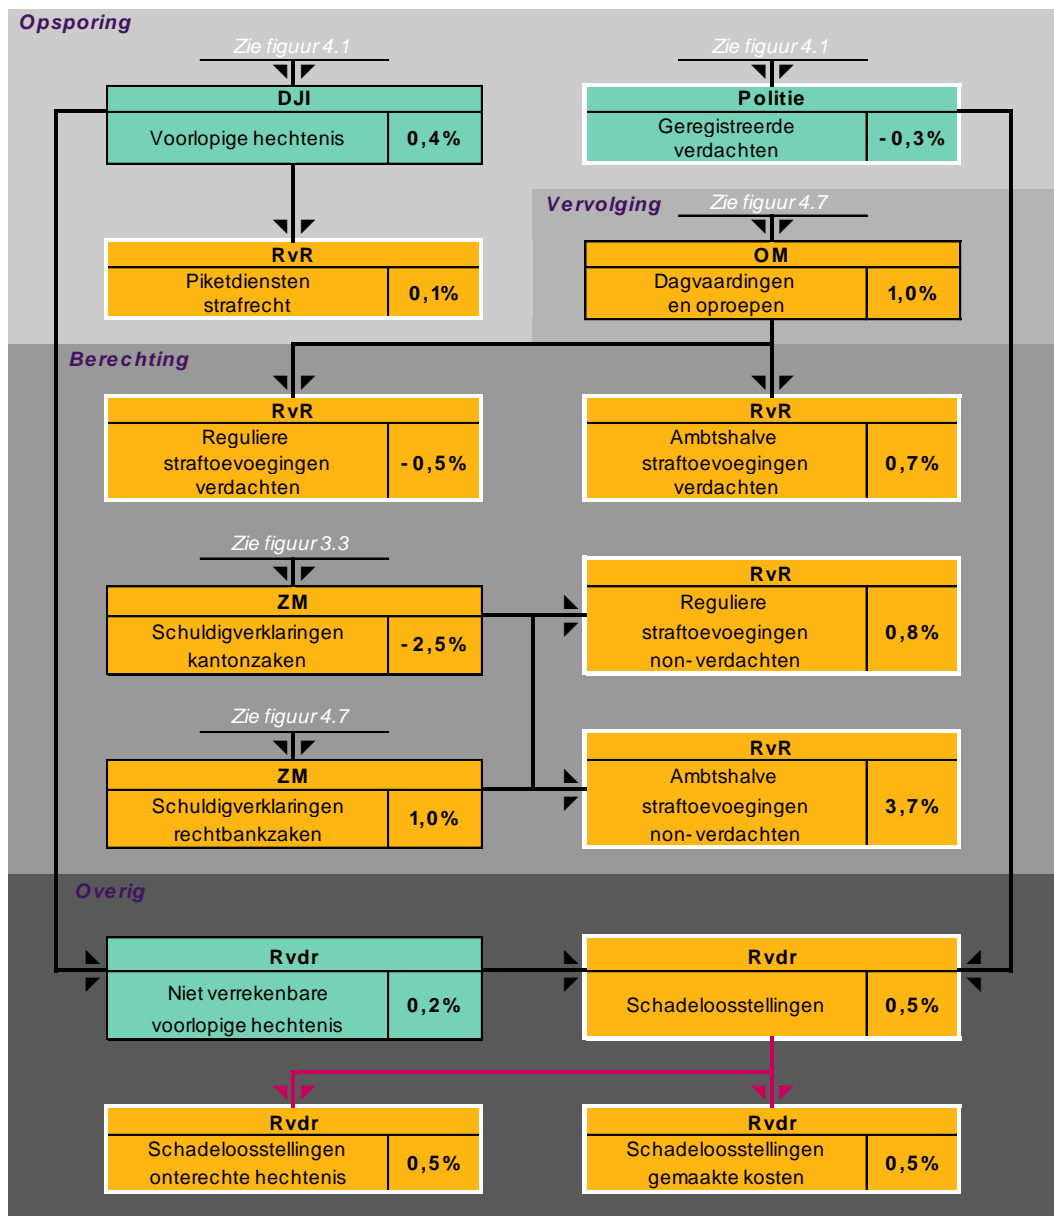 Opsporing
Zie figuur 4.1
Zie figuur 4.1
DJI
Voorlopige hechtenis
0,4%
Politie
Geregistreerde
verdachten
-0,3%
Vervolging
Zie figuur 4.7
RvR
Piketdiensten
strafrecht
0,1%
OM
Dagvaardingen
en oproepen
1,0%
Berechting
RvR
Reguliere
straftoevoegingen
verdachten
-0,5%
RvR
Ambtshalve
straftoevoegingen
verdachten
0,7%
Zie figuur 3.3
ZM
Schuldigverklaringen
kantonzaken
-2,5%
RvR
Reguliere
straftoevoegingen
non-verdachten
0,8%
Zie figuur 4.7
ZM
Schuldigverklaringen
rechtbankzaken
1,0%
RvR
Ambtshalve
straftoevoegingen
non-verdachten
3,7%
Overig
Rvdr
Niet verrekenbare
voorlopige hechtenis
0,2%
Rvdr
Schadeloosstellingen
0,5%
Rvdr
Schadeloosstellingen
onterechte hechtenis
0,5%
Rvdr
Schadeloosstellingen
gemaakte kosten
0,5%